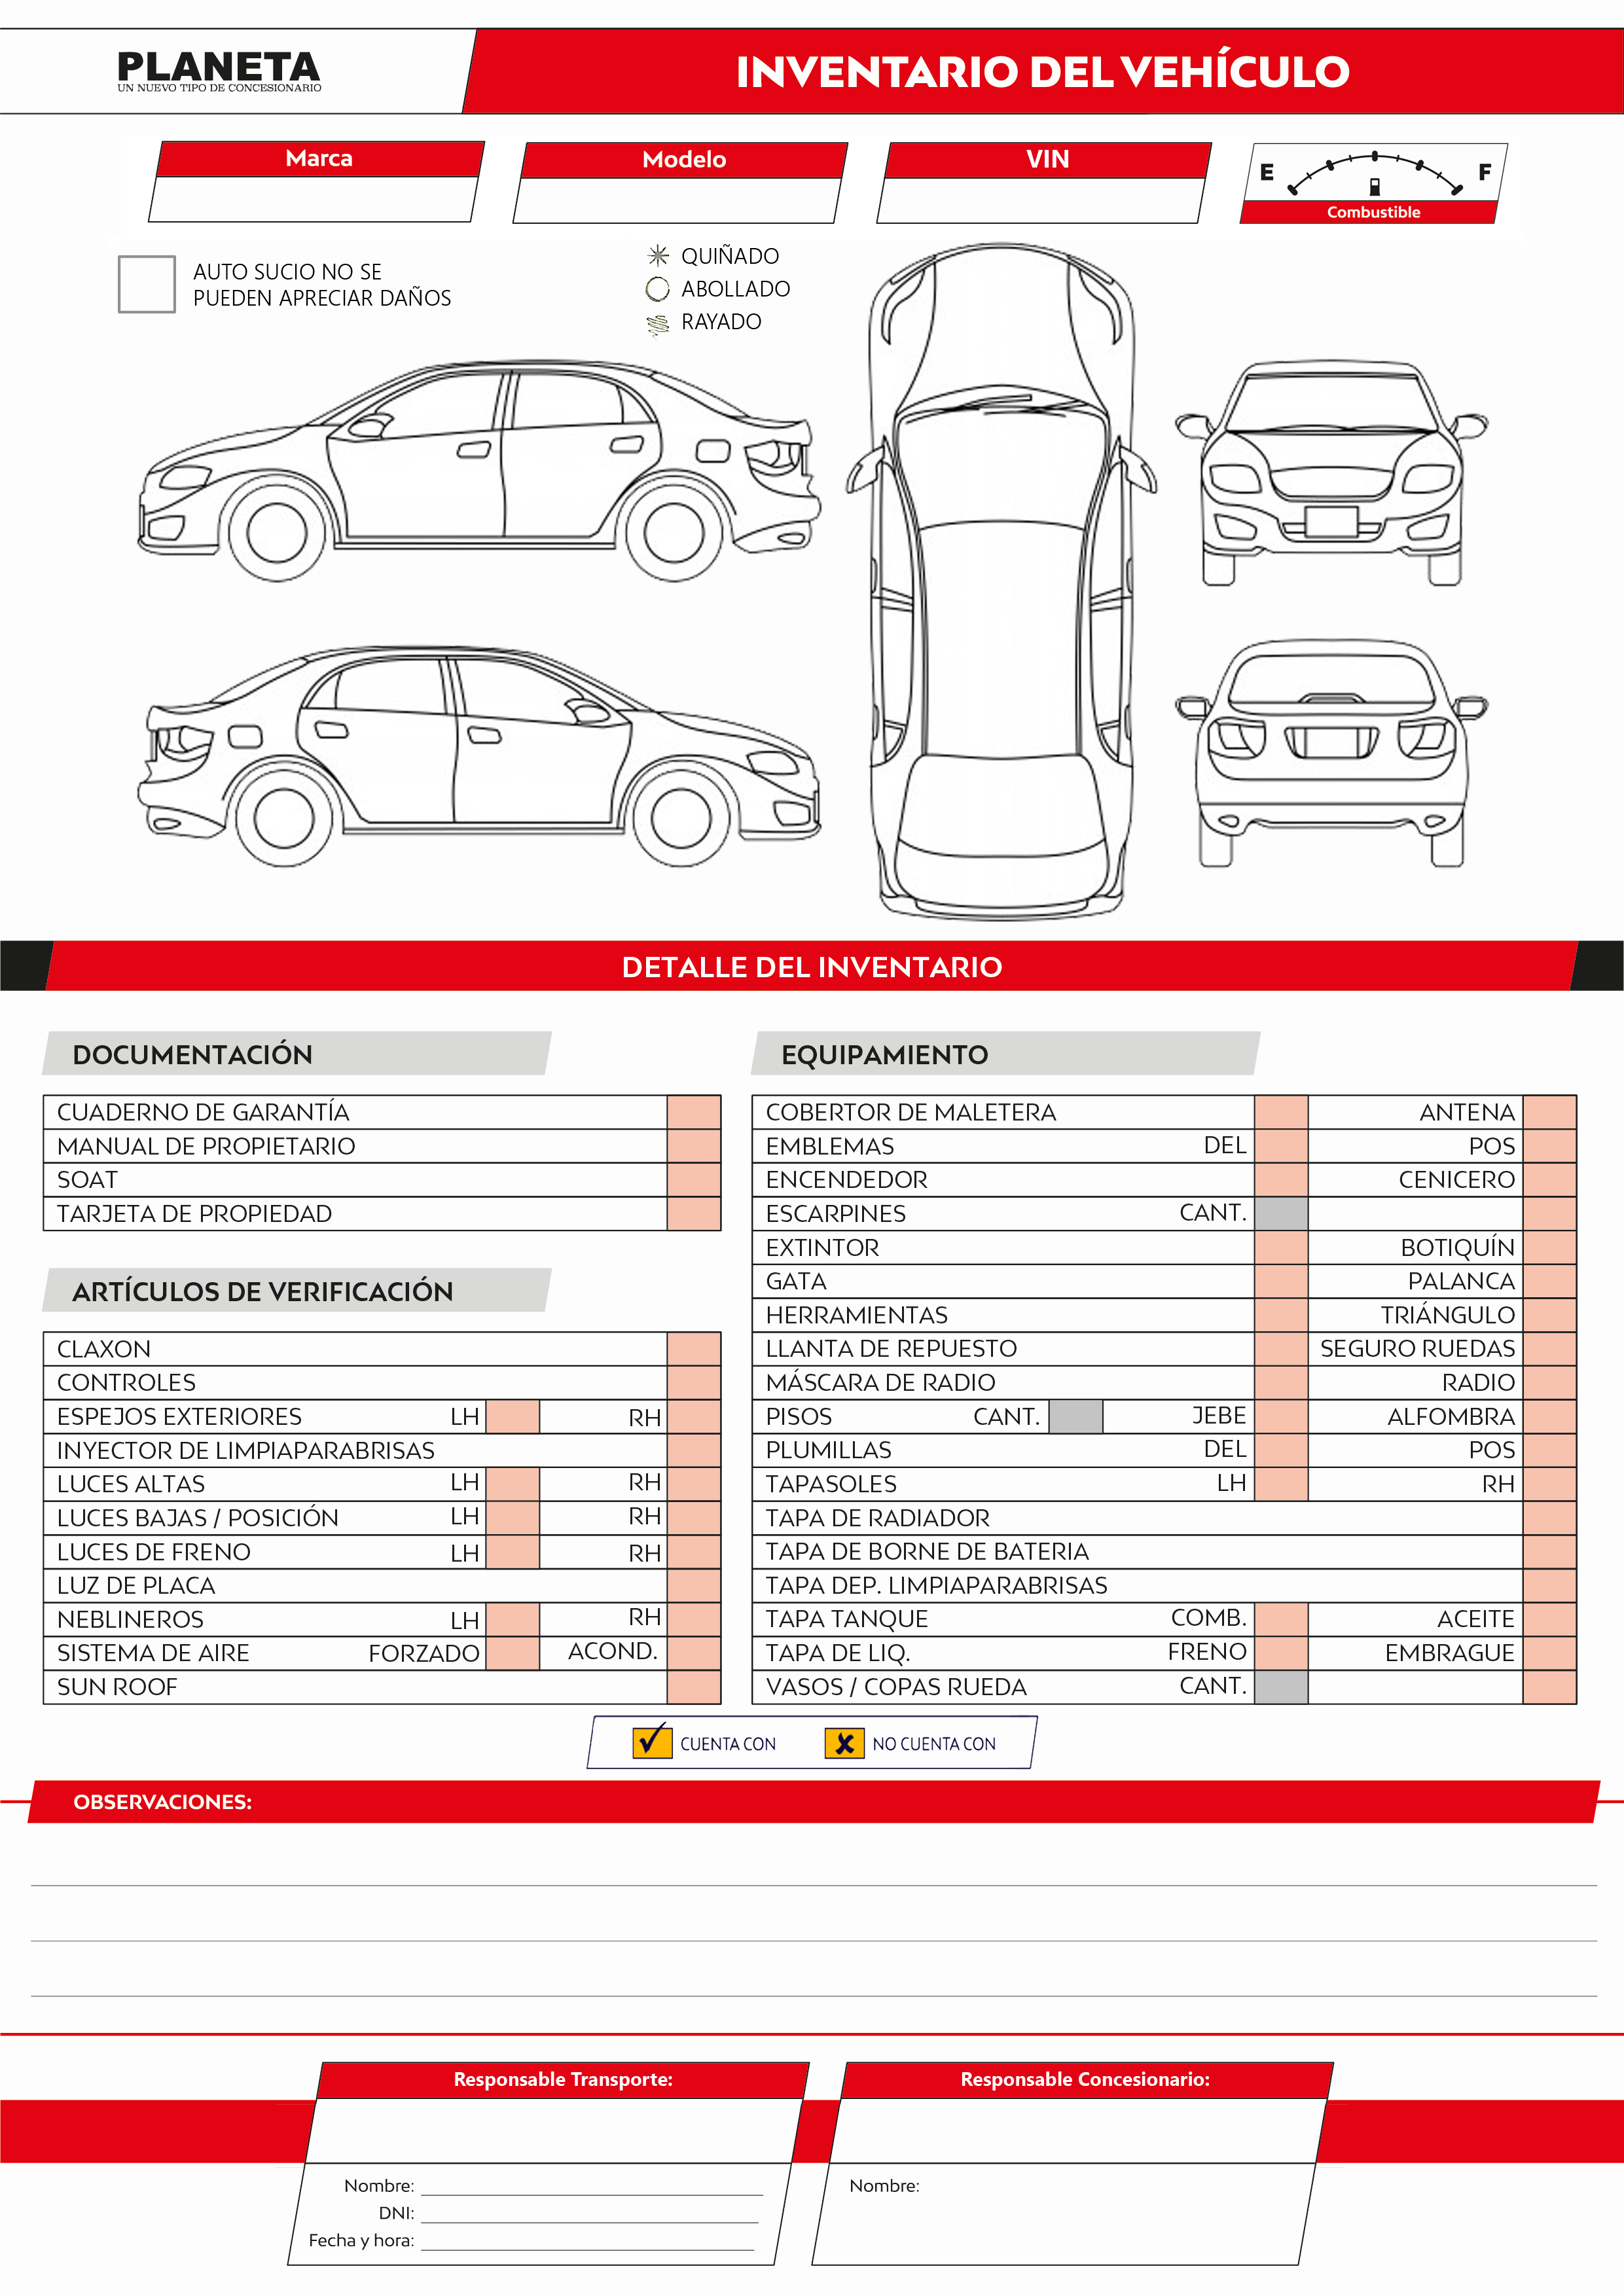 PLANETA
UN NUEVO TIPO DE CONCESIONARIO
INVENTARIO DEL VEHÍCULO
Marca
Modelo
VIN
E F
Combustible
AUTO SUCIO NO SE
PUEDEN APRECIAR DAÑOS
QUIÑADO
ABOLLADO
RAYADO
DETALLE DEL INVENTARIO
DOCUMENTACIÓN
CUADERNO DE GARANTÍA
MANUAL DE PROPIETARIO
SOAT
TARJETA DE PROPIEDAD
ARTÍCULOS DE VERIFICACIÓN
CLAXON
CONTROLES
ESPEJOS EXTERIORES LH RH
INYECTOR DE LIMPIAPARABRISAS
LUCES ALTAS LH RH
LUCES BAJAS / POSICIÓN LH RH
LUCES DE FRENO LH RH
LUZ DE PLACA
NEBLINEROS LH RH
SISTEMA DE AIRE FORZADO ACOND.
SUN ROOF
EQUIPAMIENTO
COBERTOR DE MALETERA ANTENA
EMBLEMAS DEL POS
ENCENDEDOR CENICERO
ESCARPINES CANT.
EXTINTOR BOTIQUÍN
GATA PALANCA
HERRAMIENTAS TRIÁNGULO
LLANTA DE REPUESTO SEGURO RUEDAS
MÁSCARA DE RADIO RADIO
PISOS CANT. JEBE ALFOMBRA
PLUMILLAS DEL POS
TAPASOLES LH RH
TAPA DE RADIADOR
TAPA DE BORNE DE BATERIA
TAPA DEP. LIMPIAPARABRISAS
TAPA TANQUE COMB. ACEITE
TAPA DE LIQ. FRENO EMBRAGUE
VASOS / COPAS RUEDA CANT.
CUENTA CON NO CUENTA CON
OBSERVACIONES:
Responsable Transporte:
Nombre:
DNI:
Fecha y hora:
Responsable Concesionario:
Nombre: